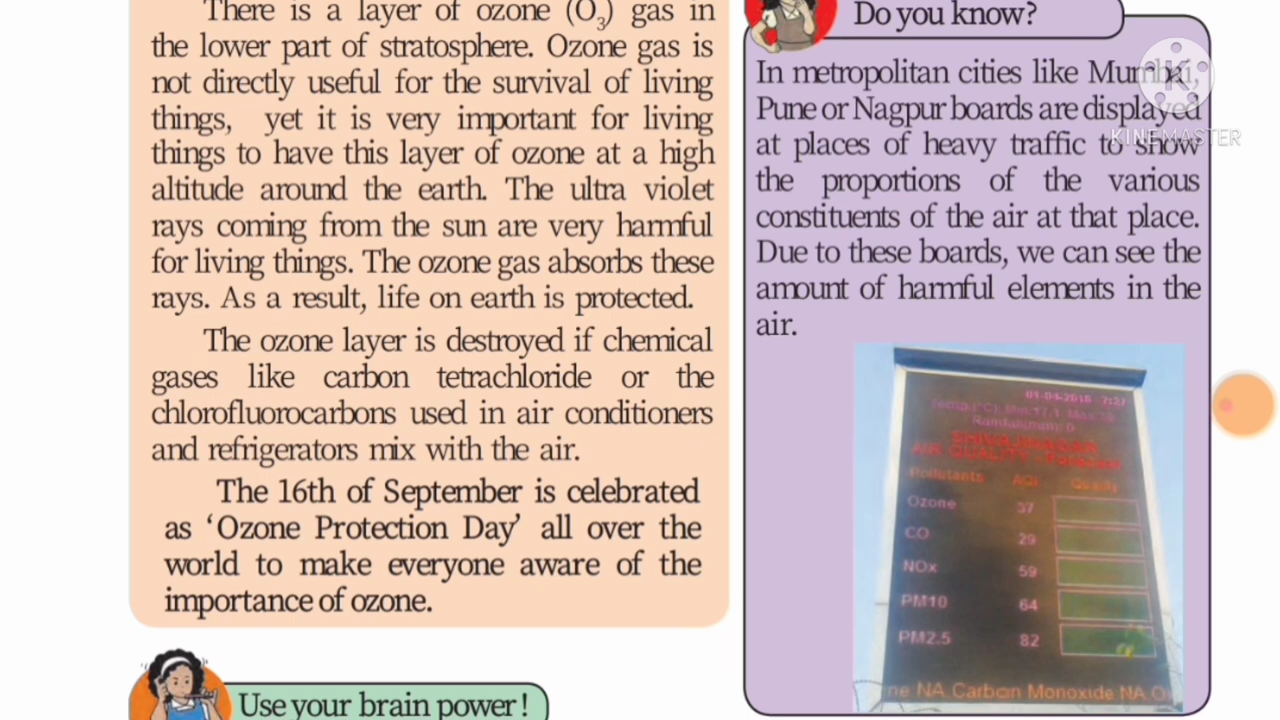 There is a layer of ozone (O₃) gas in
the lower part of stratosphere. Ozone gas is
not directly useful for the survival of living
things, yet it is very important for living
things to have this layer of ozone at a high
altitude around the earth. The ultra violet
rays coming from the sun are very harmful
for living things. The ozone gas absorbs these
rays. As a result, life on earth is protected.
The ozone layer is destroyed if chemical
gases like carbon tetrachloride or the
chlorofluorocarbons used in air conditioners
and refrigerators mix with the air.
The 16th of September is celebrated
as ‘Ozone Protection Day’ all over the
world to make everyone aware of the
importance of ozone.
Use your brain power!
Do you know?
In metropolitan cities like Mumbai,
Pune or Nagpur boards are displayed
at places of heavy traffic to show
the proportions of the various
constituents of the air at that place.
Due to these boards, we can see the
amount of harmful elements in the
air.
K
KINEMASTER
AIR QUALITY
Pollutants AQI Quality
Ozone 37
CO 29
NOx 59
PM10 64
PM2.5 82
ne NA Carbon Monoxide NA